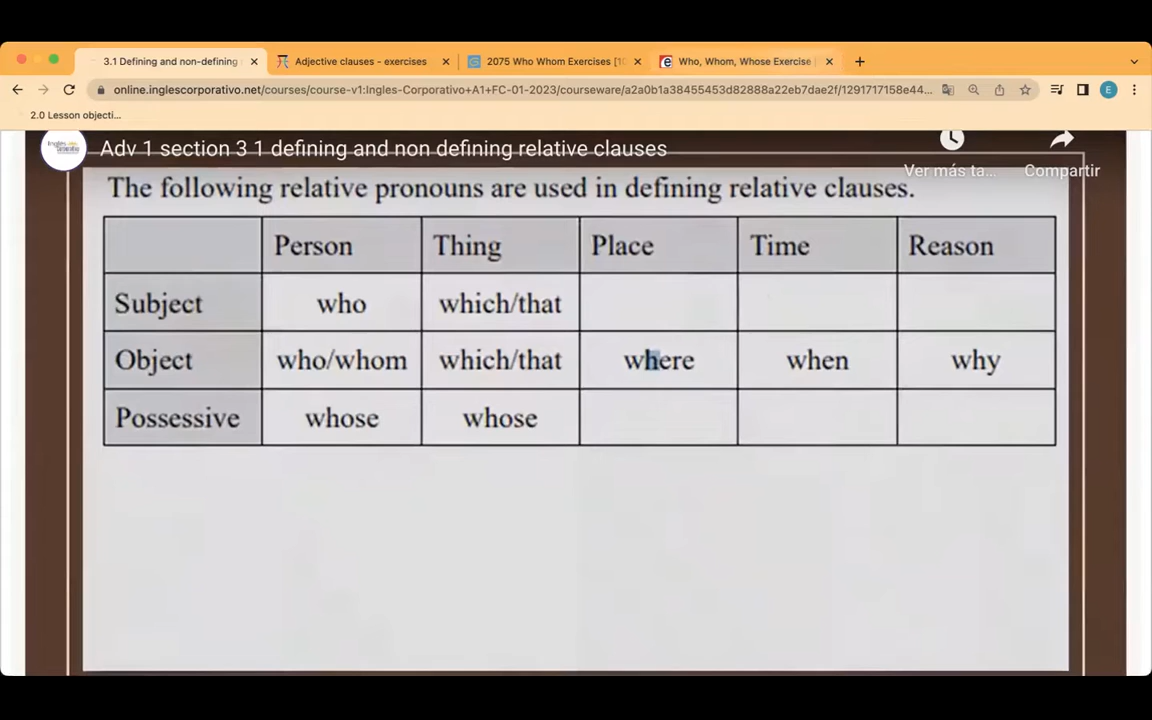 3.1 Defining and non-defining
Adjective clauses - exercises
2075 Who Whom Exercises [10
Who, Whom, Whose Exercise |
online.inglescorporativo.net/courses/course-v1:Ingles-Corporativo+A1+FC-01-2023/courseware/a2a0b1a38455453d82888a22eb7dae2f/1291717158e44...
E
2.0 Lesson objecti...
Adv 1 section 3 1 defining and non defining relative clauses
Ver más ta...
Compartir
The following relative pronouns are used in defining relative clauses.
Person Thing Place Time Reason
Subject who which/that
Object who/whom which/that where when why
Possessive whose whose